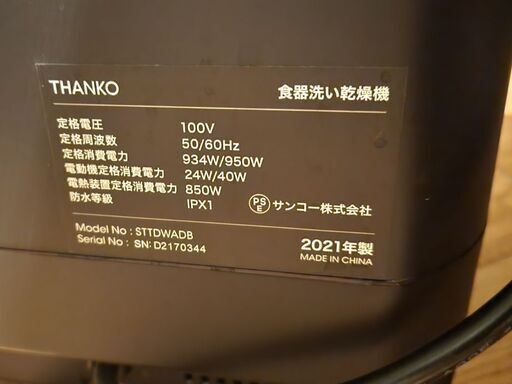 THANKO 食器洗い乾燥機
定格電圧 100V
定格周波数 50/60Hz
定格消費電力 934W/950W
電動機定格消費電力 24W/40W
電熱装置定格消費電力 850W
防水等級 IPX1
PSE サンコー株式会社
Model No : STTDWADB
Serial No : SN: D2170344
2021年製
MADE IN CHINA